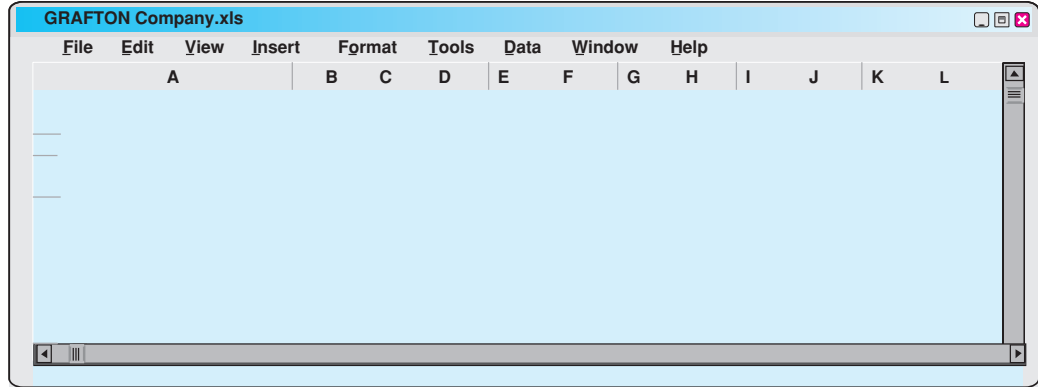 GRAFTON Company.xls
File Edit View Insert Format Tools Data Window Help
A B C D E F G H I J K L